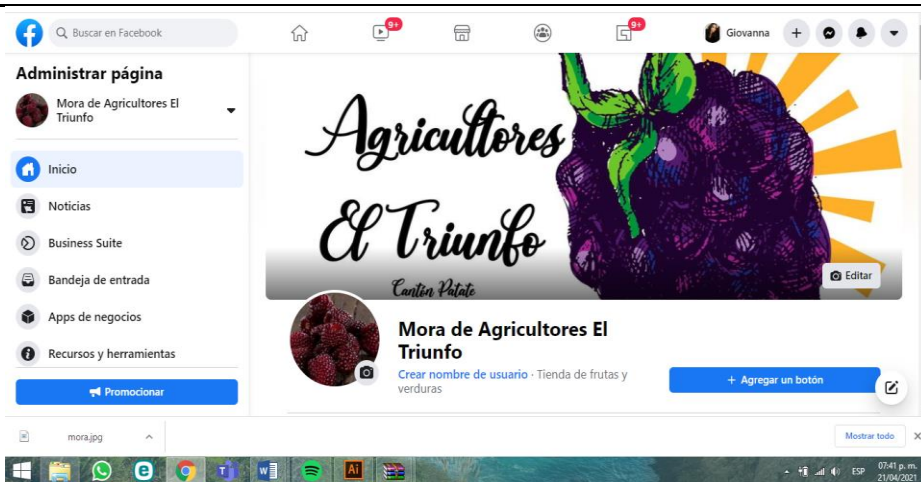 Buscar en Facebook
9+
9+
Giovanna
Administrar página
Mora de Agricultores El
Triunfo
Inicio
Noticias
Business Suite
Bandeja de entrada
Apps de negocios
Recursos y herramientas
Promocionar
Agricultores
El Triunfo
Cantón Patate
Editar
Mora de Agricultores El
Triunfo
Crear nombre de usuario · Tienda de frutas y
verduras
+ Agregar un botón
mora.jpg
Mostrar todo
Ai
ESP
07:41 p. m.
21/04/2021